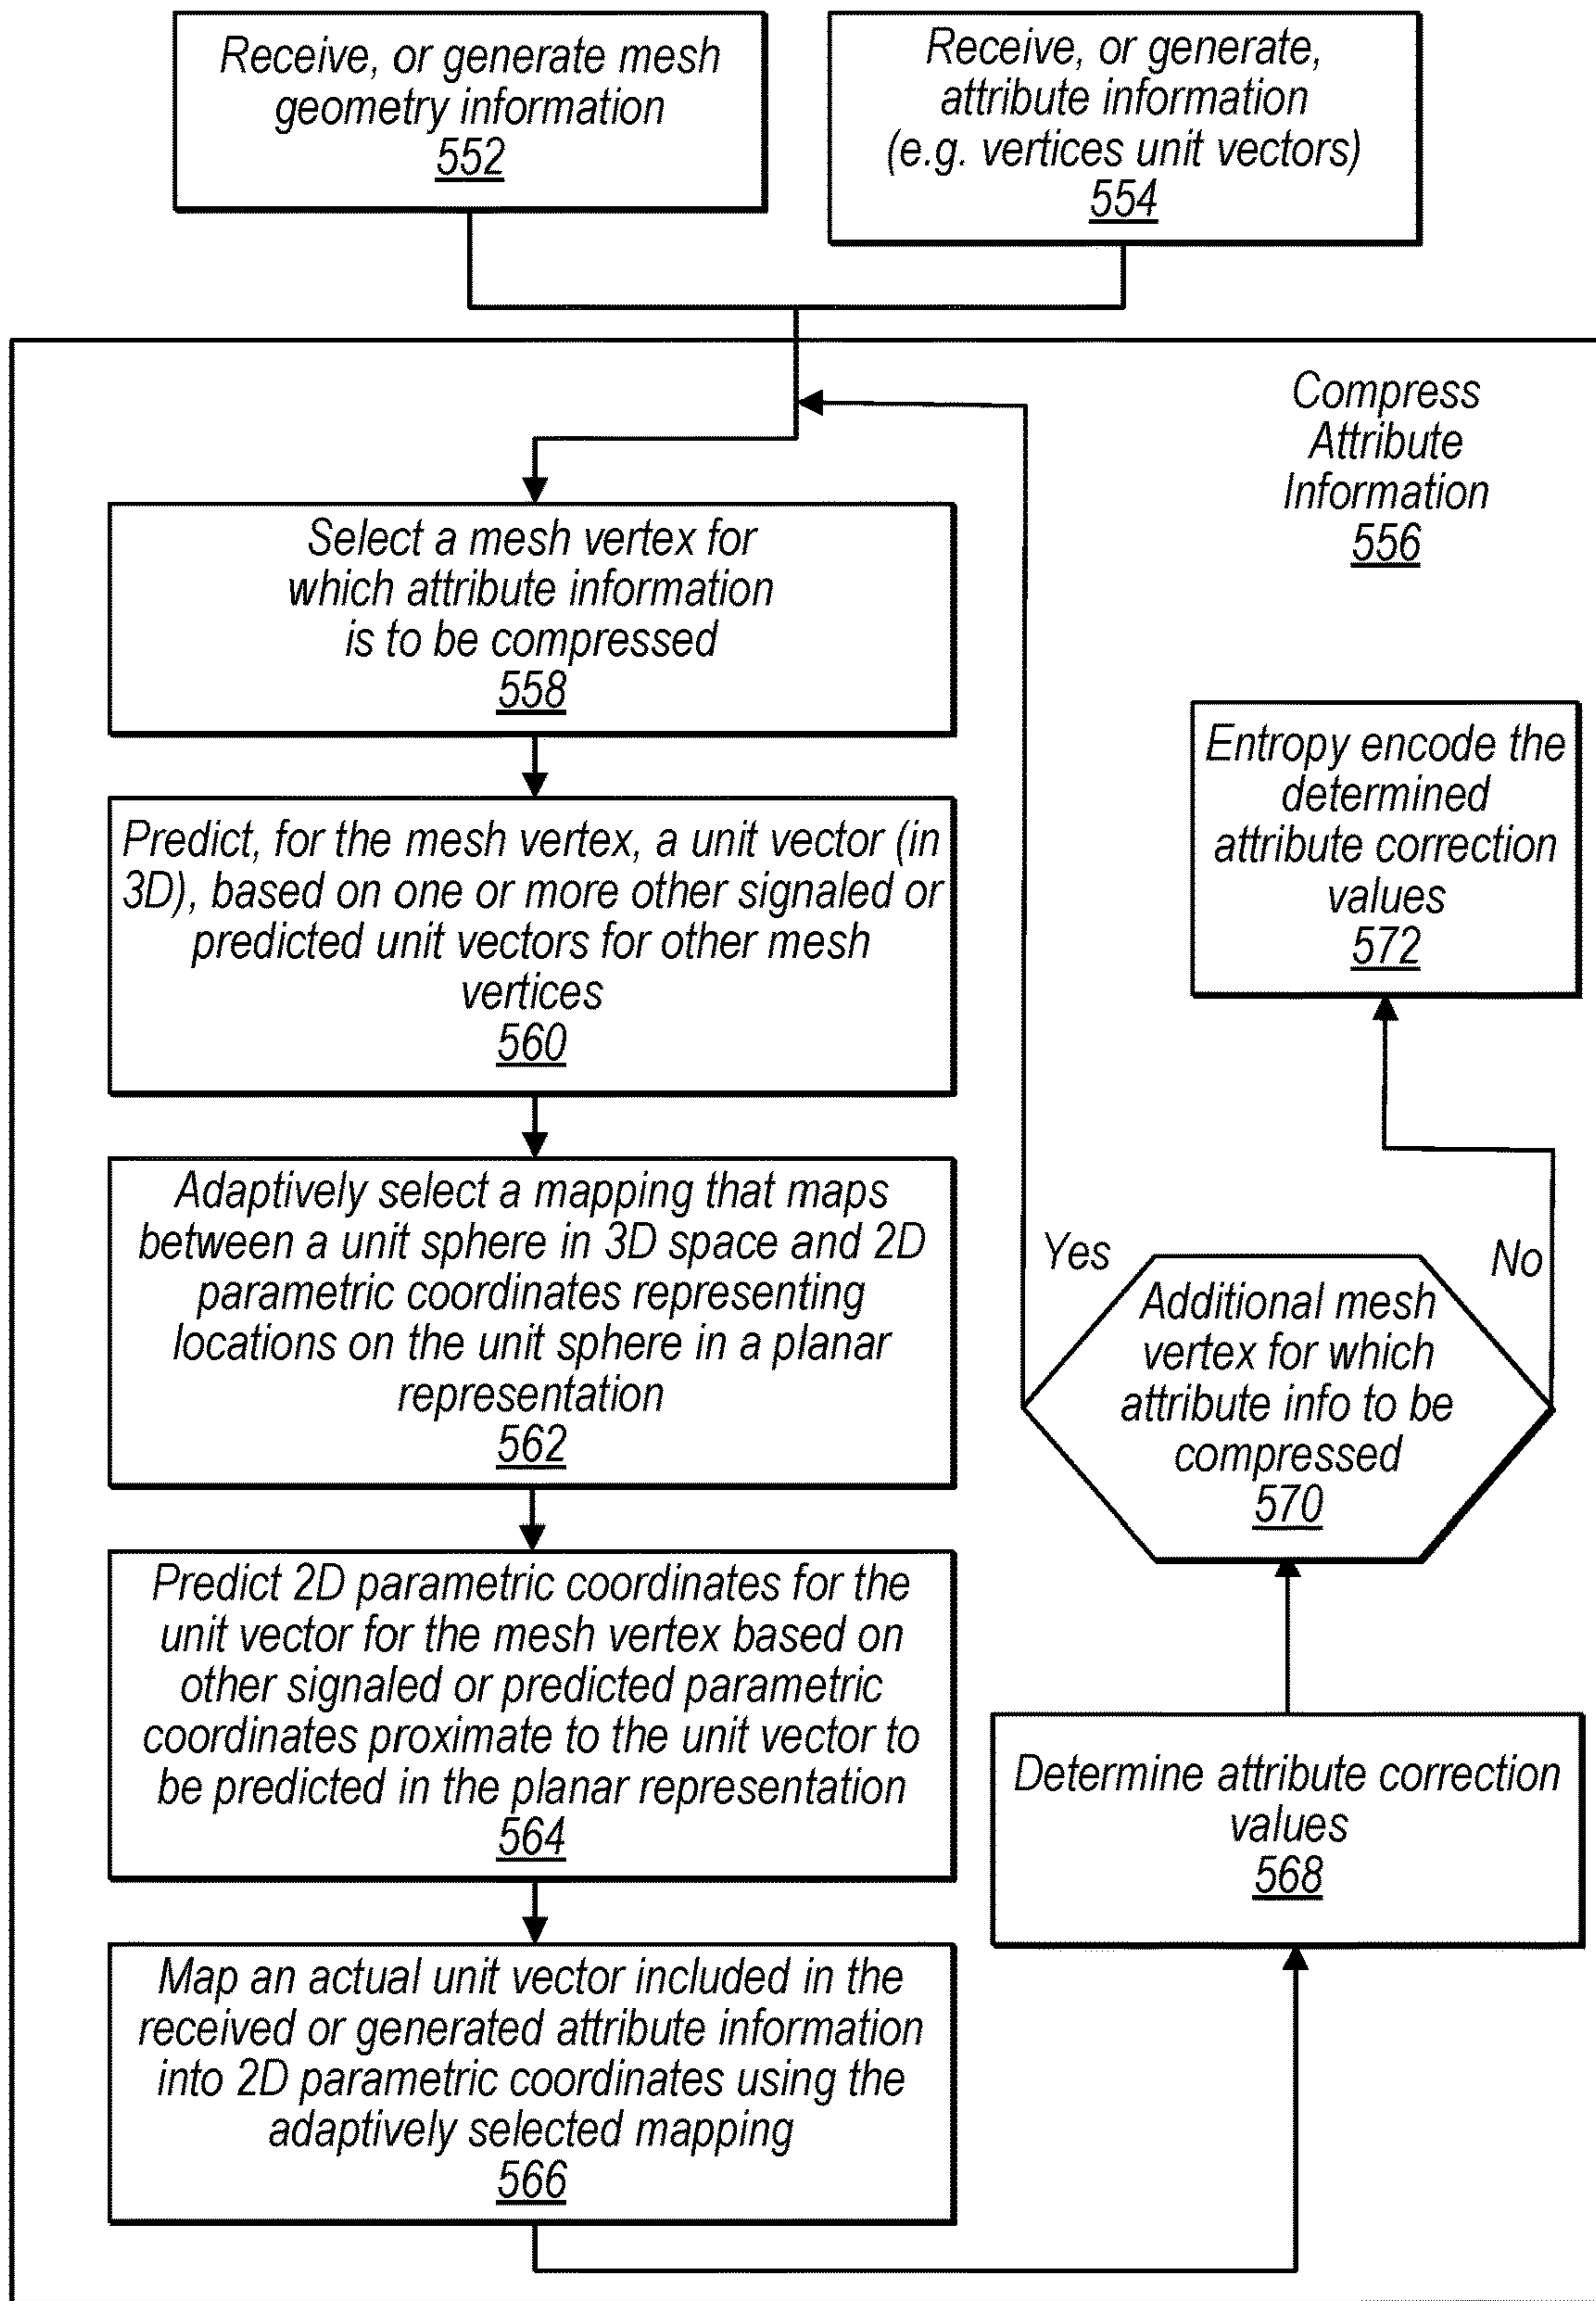 Receive, or generate mesh
geometry information
552
Receive, or generate,
attribute information
(e.g. vertices unit vectors)
554
Compress
Attribute
Information
556
Select a mesh vertex for
which attribute information
is to be compressed
558
Predict, for the mesh vertex, a unit vector (in
3D), based on one or more other signaled or
predicted unit vectors for other mesh
vertices
560
Adaptively select a mapping that maps
between a unit sphere in 3D space and 2D
parametric coordinates representing
locations on the unit sphere in a planar
representation
562
Predict 2D parametric coordinates for the
unit vector for the mesh vertex based on
other signaled or predicted parametric
coordinates proximate to the unit vector to
be predicted in the planar representation
564
Map an actual unit vector included in the
received or generated attribute information
into 2D parametric coordinates using the
adaptively selected mapping
566
Determine attribute correction
values
568
Additional mesh
vertex for which
attribute info to be
compressed
570
Yes
No
Entropy encode the
determined
attribute correction
values
572